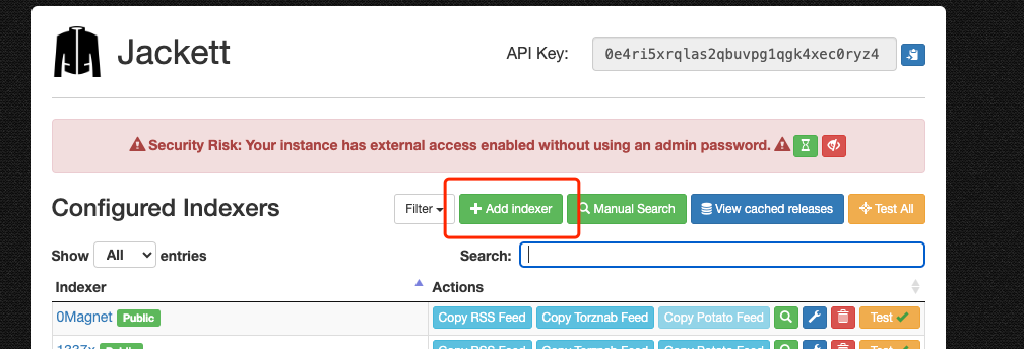 Jackett
API Key: 0e4ri5xrqlas2qbuvpg1qgk4xec0ryz4
Security Risk: Your instance has external access enabled without using an admin password.
Configured Indexers
Filter Add indexer Manual Search View cached releases Test All
Show All entries Search:
Indexer Actions
0Magnet Public Copy RSS Feed Copy Torznab Feed Copy Potato Feed Test